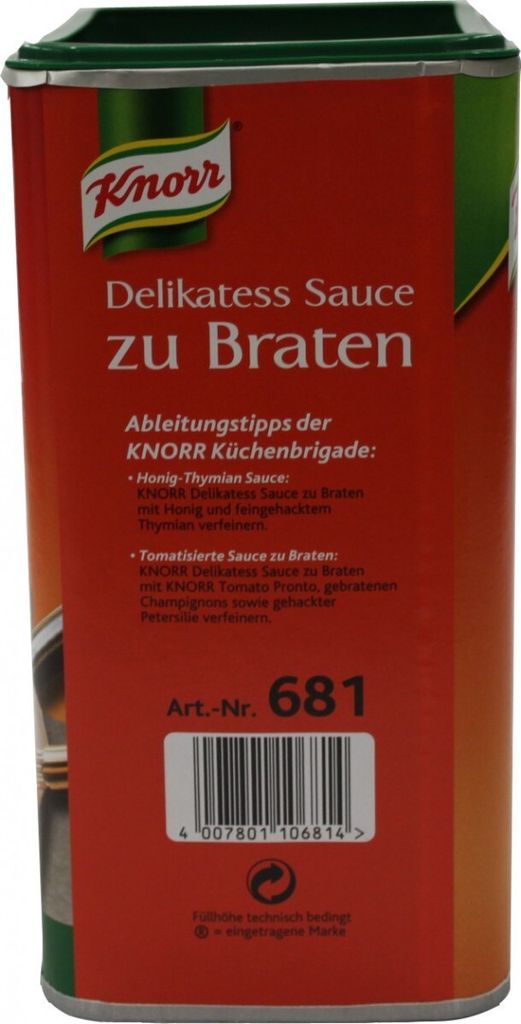 Knorr®
Delikatess Sauce
zu Braten
Ableitungstipps der
KNORR Küchenbrigade:
• Honig-Thymian Sauce:
KNORR Delikatess Sauce zu Braten
mit Honig und feingehacktem
Thymian verfeinern.
• Tomatisierte Sauce zu Braten:
KNORR Delikatess Sauce zu Braten
mit KNORR Tomato Pronto, gebratenen
Champignons sowie gehackter
Petersilie verfeinern.
Art.-Nr. 681
4 007801 106814 >
Füllhöhe technisch bedingt
® = eingetragene Marke